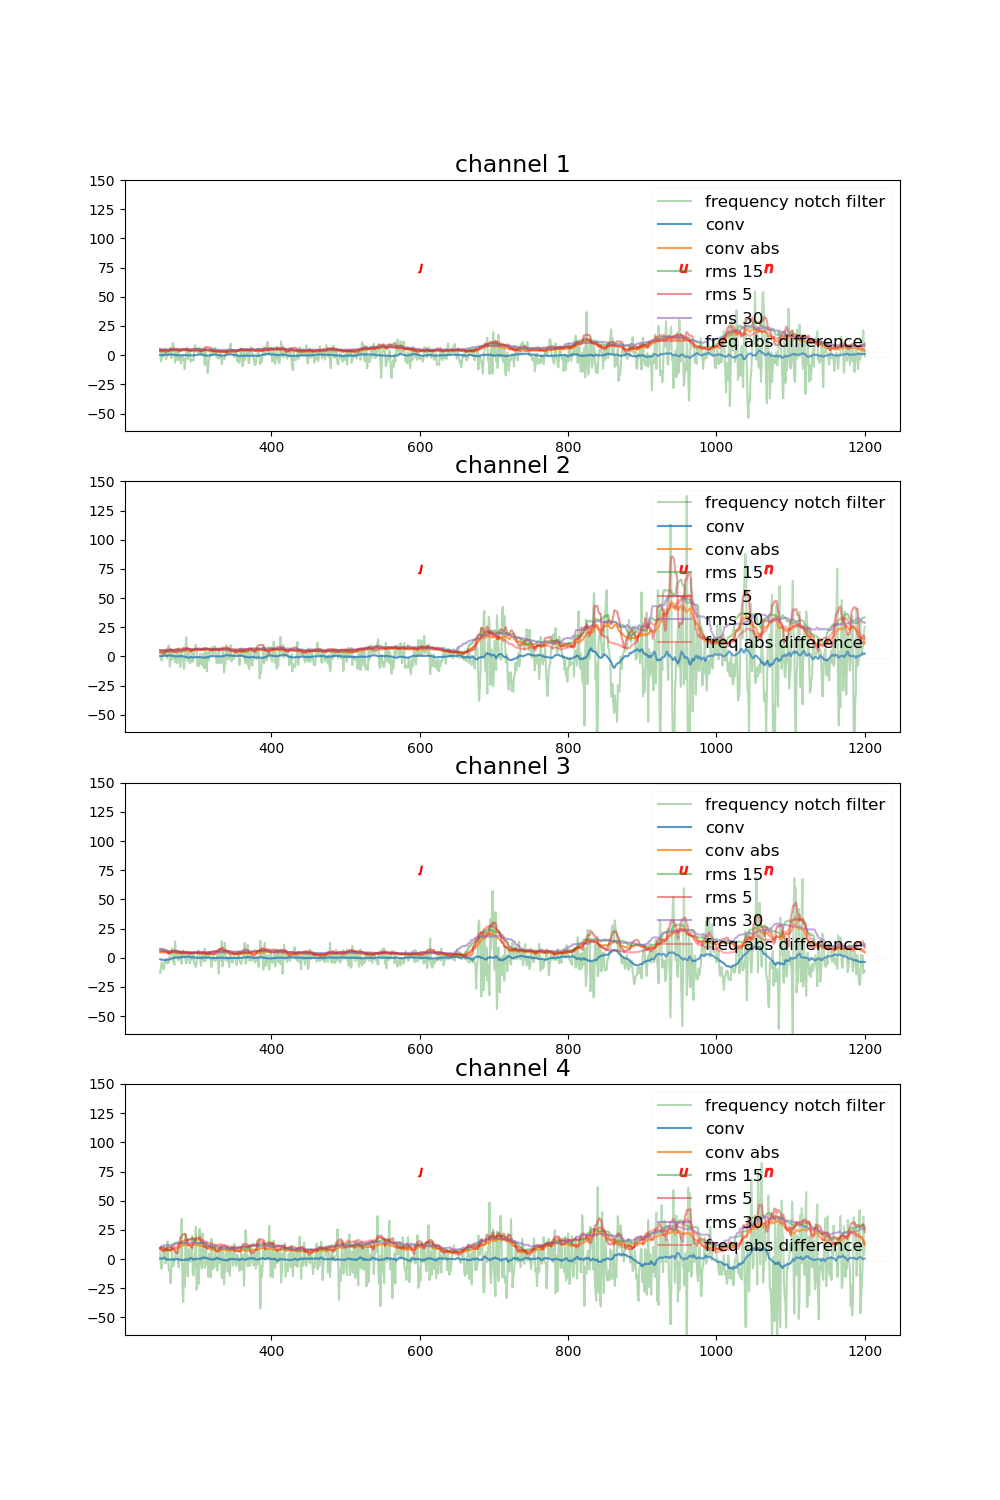 channel 1
150
125
100
75
50
25
0
−25
−50
frequency notch filter
conv
conv abs
rms 15
rms 5
rms 30
freq abs difference
ɹ u n
400 600 800 1000 1200
channel 2
150
125
100
75
50
25
0
−25
−50
frequency notch filter
conv
conv abs
rms 15
rms 5
rms 30
freq abs difference
ɹ u n
400 600 800 1000 1200
channel 3
150
125
100
75
50
25
0
−25
−50
frequency notch filter
conv
conv abs
rms 15
rms 5
rms 30
freq abs difference
ɹ u n
400 600 800 1000 1200
channel 4
150
125
100
75
50
25
0
−25
−50
frequency notch filter
conv
conv abs
rms 15
rms 5
rms 30
freq abs difference
ɹ u n
400 600 800 1000 1200